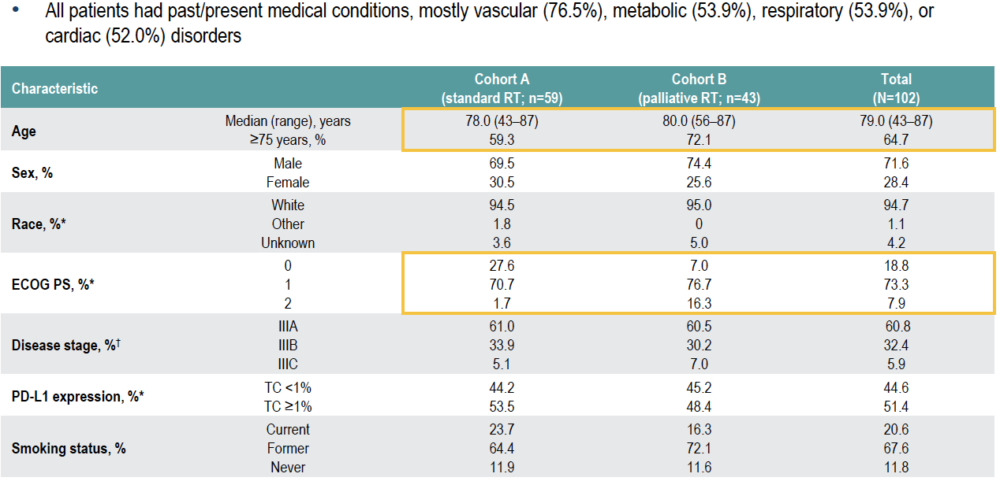 • All patients had past/present medical conditions, mostly vascular (76.5%), metabolic (53.9%), respiratory (53.9%), or
cardiac (52.0%) disorders
Characteristic Cohort A (standard RT; n=59) Cohort B (palliative RT; n=43) Total (N=102)
Age Median (range), years 78.0 (43–87) 80.0 (56–87) 79.0 (43–87)
≥75 years, % 59.3 72.1 64.7
Sex, % Male 69.5 74.4 71.6
Female 30.5 25.6 28.4
Race, %* White 94.5 95.0 94.7
Other 1.8 0 1.1
Unknown 3.6 5.0 4.2
ECOG PS, %* 0 27.6 7.0 18.8
1 70.7 76.7 73.3
2 1.7 16.3 7.9
Disease stage, %† IIIA 61.0 60.5 60.8
IIIB 33.9 30.2 32.4
IIIC 5.1 7.0 5.9
PD-L1 expression, %* TC <1% 44.2 45.2 44.6
TC ≥1% 53.5 48.4 51.4
Smoking status, % Current 23.7 16.3 20.6
Former 64.4 72.1 67.6
Never 11.9 11.6 11.8